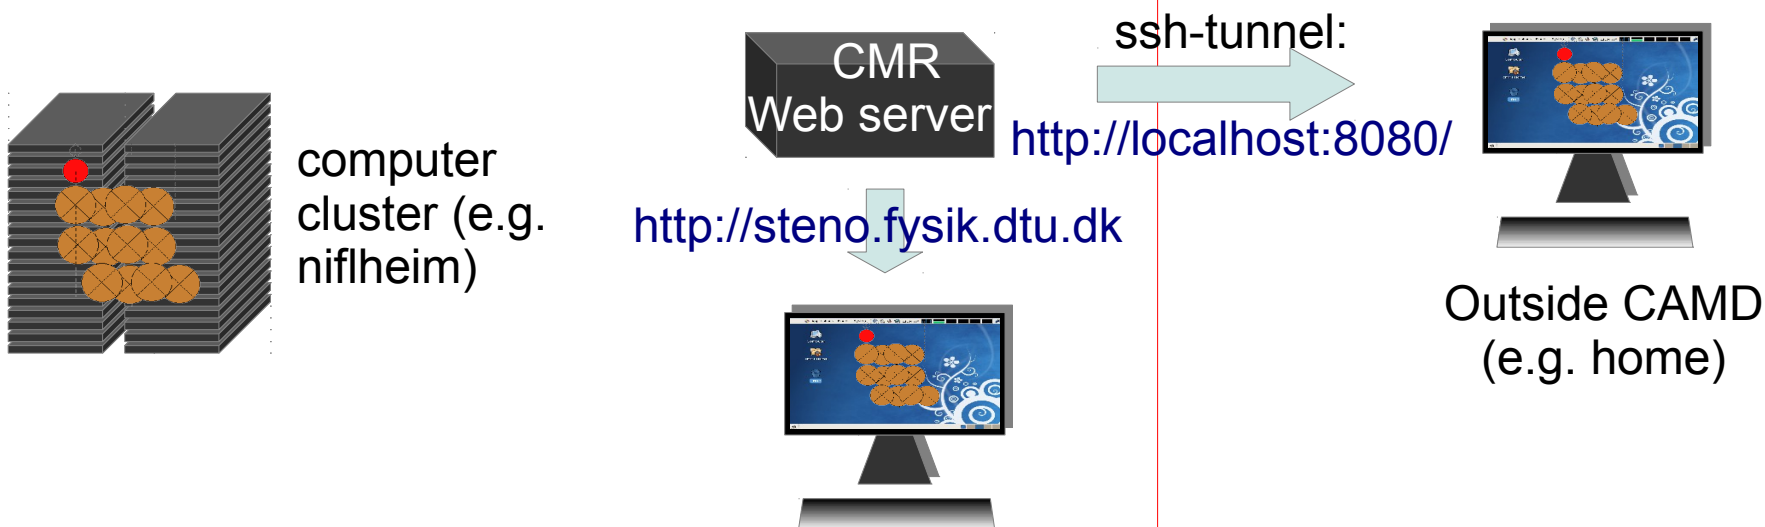 computer
cluster (e.g.
niflheim)
CMR
Web server
ssh-tunnel:
http://localhost:8080/
http://steno.fysik.dtu.dk
Outside CAMD
(e.g. home)